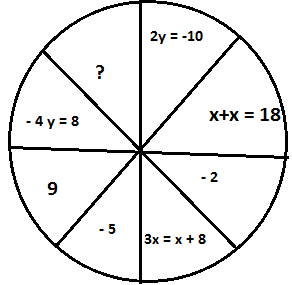 2y = -10
?
x+x = 18
- 4 y = 8
- 2
9
- 5
3x = x + 8